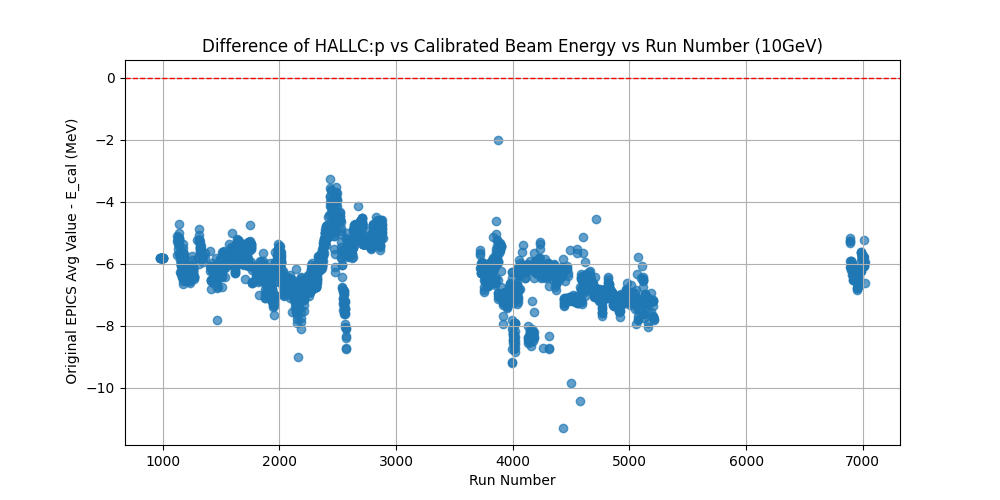 Difference of HALLC:p vs Calibrated Beam Energy vs Run Number (10GeV)
Original EPICS Avg Value - E_cal (MeV)
0
−2
−4
−6
−8
−10
1000 2000 3000 4000 5000 6000 7000
Run Number